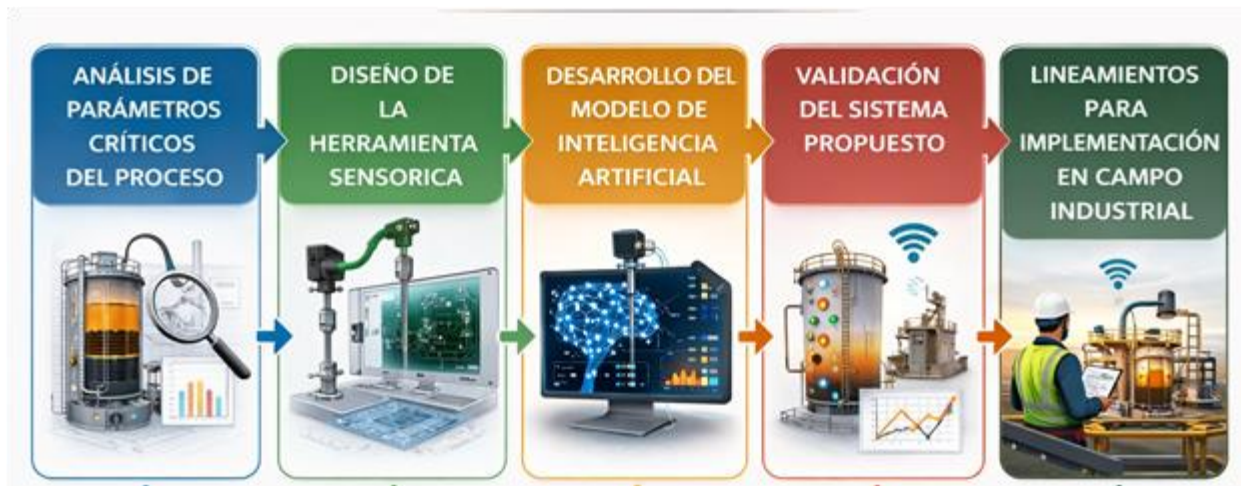 ANÁLISIS DE
PARÁMETROS
CRÍTICOS
DEL PROCESO
DISEÑO DE
LA
HERRAMIENTA
SENSORICA
DESARROLLO DEL
MODELO DE
INTELIGENCIA
ARTIFICIAL
VALIDACIÓN
DEL SISTEMA
PROPUESTO
LINEAMIENTOS
PARA
IMPLEMENTACIÓN
EN CAMPO
INDUSTRIAL